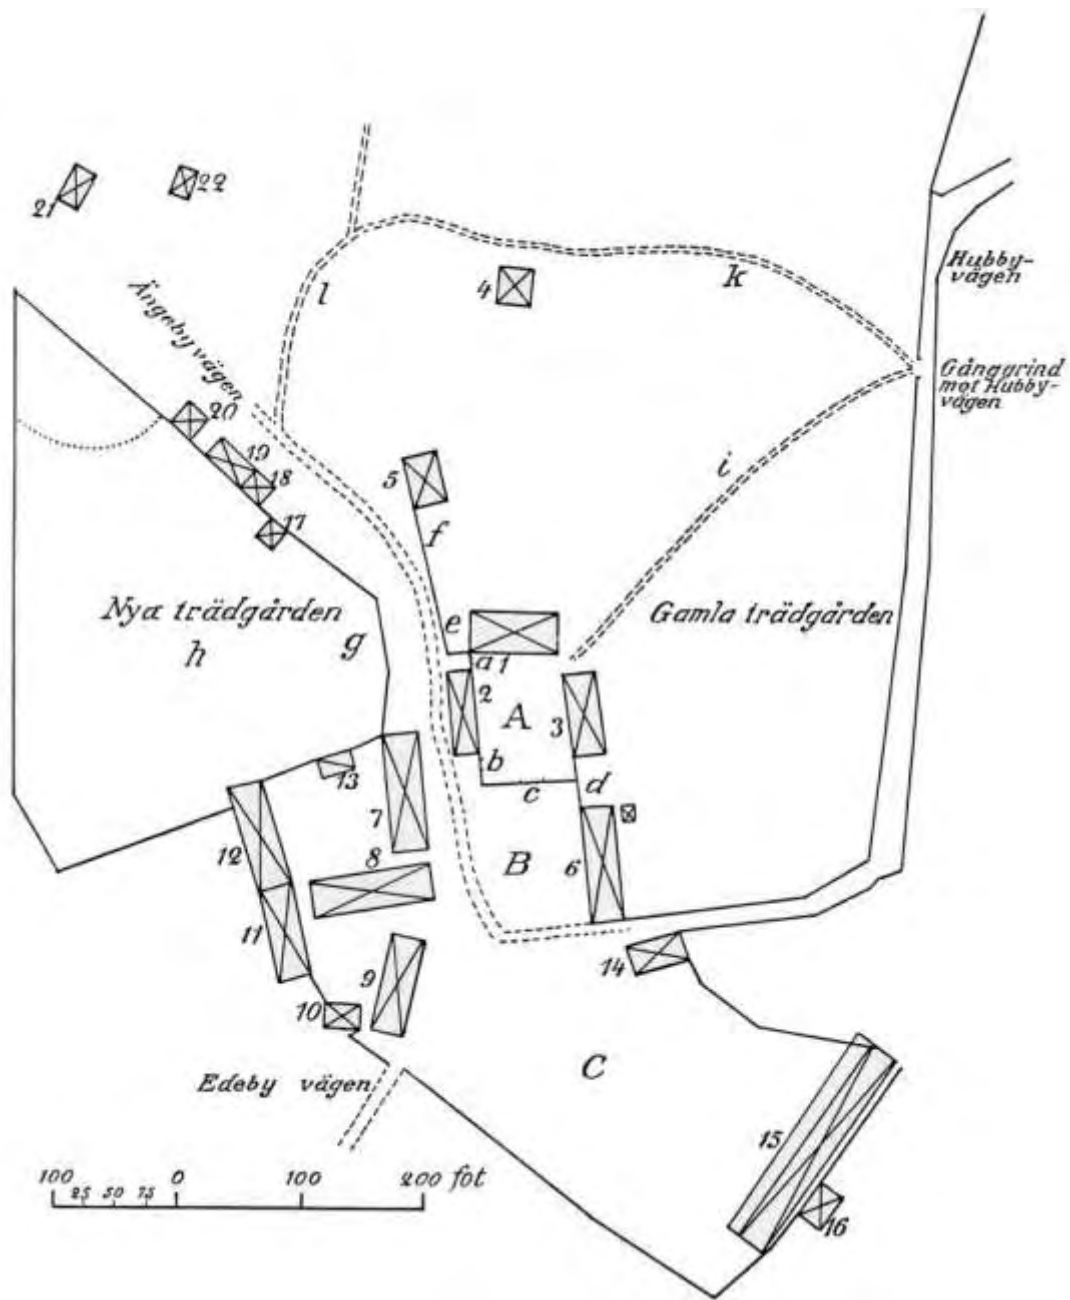 21
22
Ängeby vägen
l
4
k
Hubby-
vägen
Gånggrind
mot Hubby-
vägen
20
19
18
17
5
f
i
Nya trädgården
h
g
e
a 1
Gamla trädgården
2
A
3
b
c
d
13
7
8
12
B
6
11
9
10
14
C
Edeby vägen
15
16
100 25 50 75 0 100 200 fot